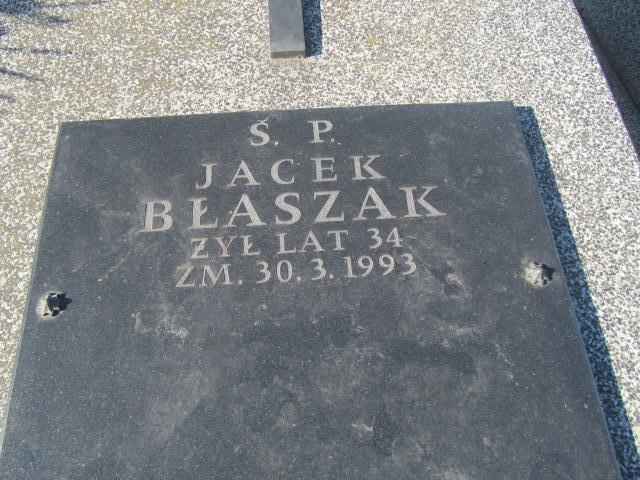 Ś. P.
JACEK
BŁASZAK
ŻYŁ LAT 34
ZM. 30. 3. 1993